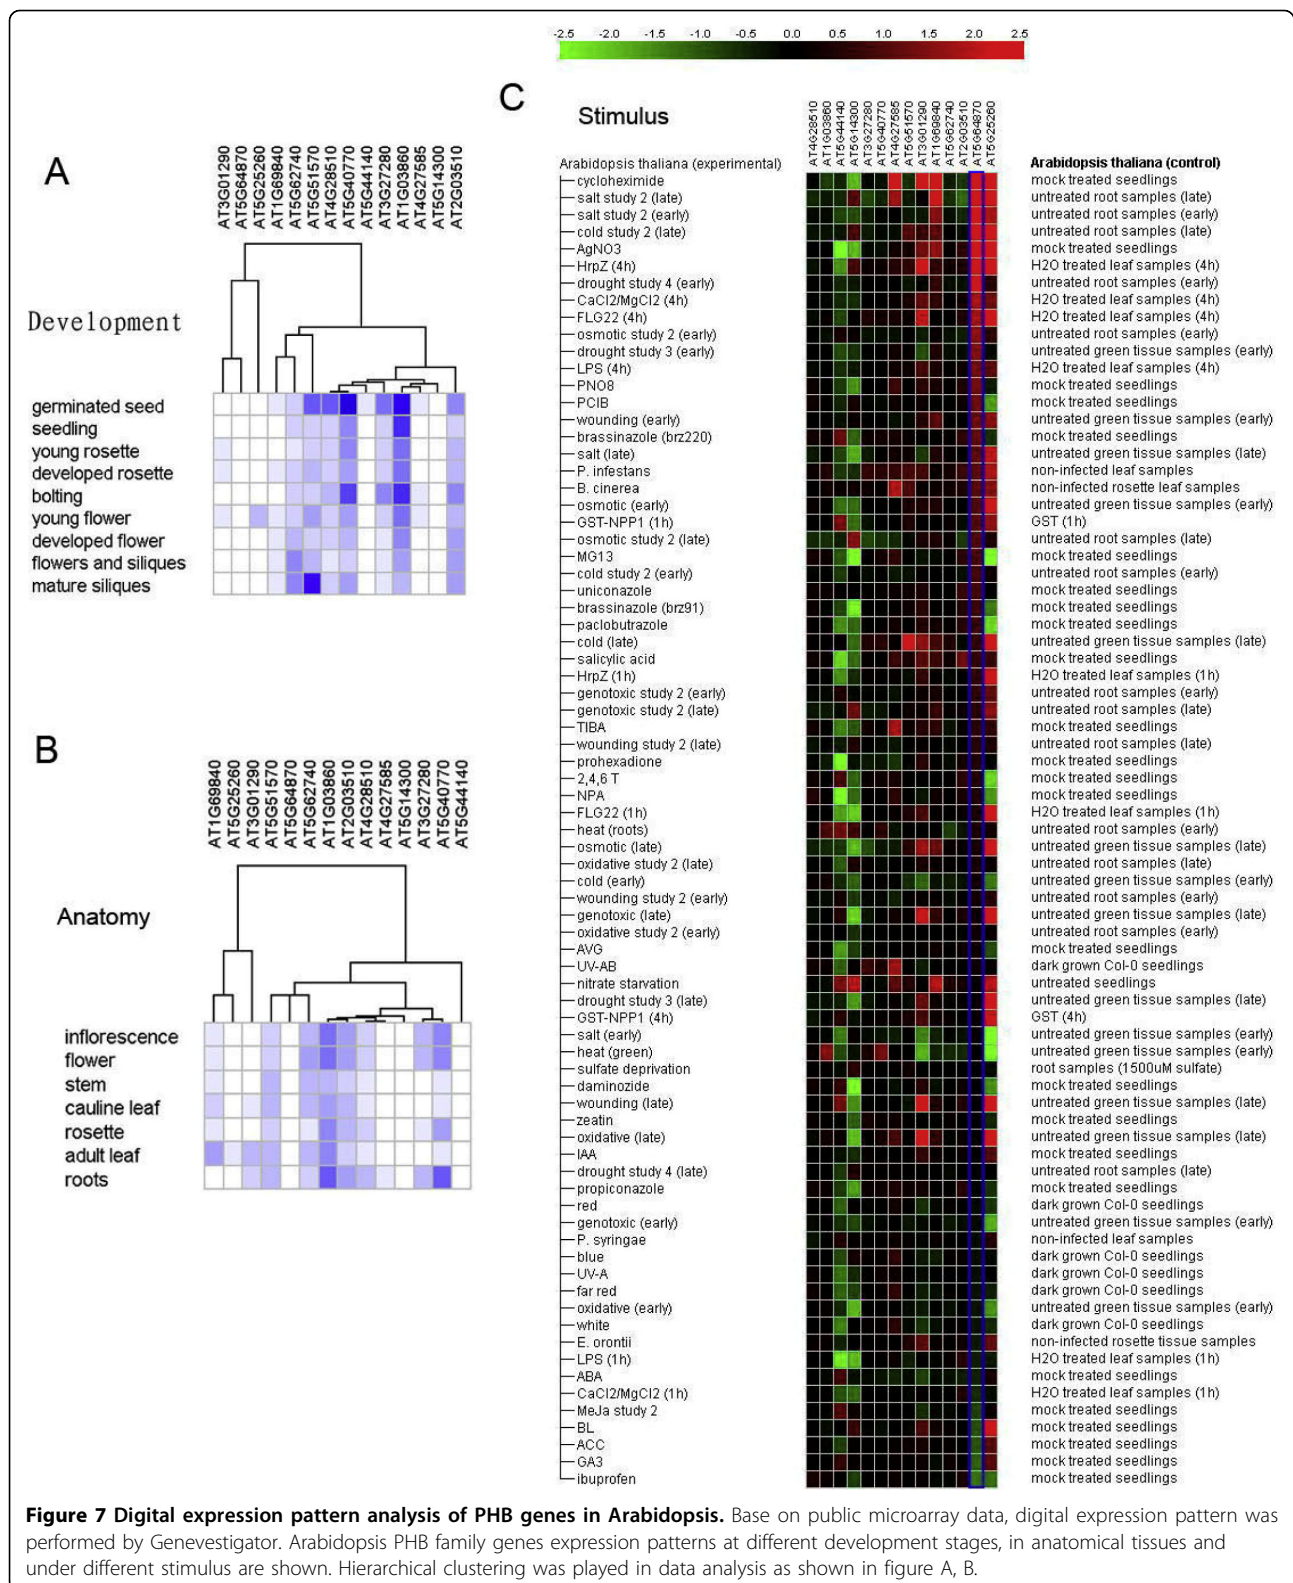 -2.5 -2.0 -1.5 -1.0 -0.5 0.0 0.5 1.0 1.5 2.0 2.5
A
AT3G01290
AT5G64870
AT5G25260
AT1G69840
AT5G62740
AT5G51570
AT4G28510
AT5G40770
AT5G44140
AT3G27280
AT1G03860
AT4G27585
AT5G14300
AT2G03510
Development
germinated seed
seedling
young rosette
developed rosette
bolting
young flower
developed flower
flowers and siliques
mature siliques
B
AT1G69840
AT5G25260
AT3G01290
AT5G51570
AT5G64870
AT5G62740
AT1G03860
AT2G03510
AT4G28510
AT4G27585
AT5G14300
AT3G27280
AT5G40770
AT5G44140
Anatomy
inflorescence
flower
stem
cauline leaf
rosette
adult leaf
roots
C
Stimulus
AT4G28510
AT1G03860
AT5G44140
AT5G14300
AT3G27280
AT5G40770
AT4G27585
AT5G51570
AT3G01290
AT1G69840
AT5G62740
AT2G03510
AT5G64870
AT5G25260
Arabidopsis thaliana (experimental) Arabidopsis thaliana (control)
cycloheximide mock treated seedlings
salt study 2 (late) untreated root samples (late)
salt study 2 (early) untreated root samples (early)
cold study 2 (late) untreated root samples (late)
AgNO3 mock treated seedlings
HrpZ (4h) H2O treated leaf samples (4h)
drought study 4 (early) untreated root samples (early)
CaCl2/MgCl2 (4h) H2O treated leaf samples (4h)
FLG22 (4h) H2O treated leaf samples (4h)
osmotic study 2 (early) untreated root samples (early)
drought study 3 (early) untreated green tissue samples (early)
LPS (4h) H2O treated leaf samples (4h)
PNO8 mock treated seedlings
PCIB mock treated seedlings
wounding (early) untreated green tissue samples (early)
brassinazole (brz220) mock treated seedlings
salt (late) untreated green tissue samples (late)
P. infestans non-infected leaf samples
B. cinerea non-infected rosette leaf samples
osmotic (early) untreated green tissue samples (early)
GST-NPP1 (1h) GST (1h)
osmotic study 2 (late) untreated root samples (late)
MG13 mock treated seedlings
cold study 2 (early) untreated root samples (early)
uniconazole mock treated seedlings
brassinazole (brz91) mock treated seedlings
paclobutrazole mock treated seedlings
cold (late) untreated green tissue samples (late)
salicylic acid mock treated seedlings
HrpZ (1h) H2O treated leaf samples (1h)
genotoxic study 2 (early) untreated root samples (early)
genotoxic study 2 (late) untreated root samples (late)
TIBA mock treated seedlings
wounding study 2 (late) untreated root samples (late)
prohexadione mock treated seedlings
2,4,6 T mock treated seedlings
NPA mock treated seedlings
FLG22 (1h) H2O treated leaf samples (1h)
heat (roots) untreated root samples (early)
osmotic (late) untreated green tissue samples (late)
oxidative study 2 (late) untreated root samples (late)
cold (early) untreated green tissue samples (early)
wounding study 2 (early) untreated root samples (early)
genotoxic (late) untreated green tissue samples (late)
oxidative study 2 (early) untreated root samples (early)
AVG mock treated seedlings
UV-AB dark grown Col-0 seedlings
nitrate starvation untreated seedlings
drought study 3 (late) untreated green tissue samples (late)
GST-NPP1 (4h) GST (4h)
salt (early) untreated green tissue samples (early)
heat (green) untreated green tissue samples (early)
sulfate deprivation root samples (1500uM sulfate)
daminozide mock treated seedlings
wounding (late) untreated green tissue samples (late)
zeatin mock treated seedlings
oxidative (late) untreated green tissue samples (late)
IAA mock treated seedlings
drought study 4 (late) untreated root samples (late)
propiconazole mock treated seedlings
red dark grown Col-0 seedlings
genotoxic (early) untreated green tissue samples (early)
P. syringae non-infected leaf samples
blue dark grown Col-0 seedlings
UV-A dark grown Col-0 seedlings
far red dark grown Col-0 seedlings
oxidative (early) untreated green tissue samples (early)
white dark grown Col-0 seedlings
E. orontii non-infected rosette tissue samples
LPS (1h) H2O treated leaf samples (1h)
ABA mock treated seedlings
CaCl2/MgCl2 (1h) H2O treated leaf samples (1h)
MeJa study 2 mock treated seedlings
BL mock treated seedlings
ACC mock treated seedlings
GA3 mock treated seedlings
ibuprofen mock treated seedlings
Figure 7 Digital expression pattern analysis of PHB genes in Arabidopsis. Base on public microarray data, digital expression pattern was
performed by Genevestigator. Arabidopsis PHB family genes expression patterns at different development stages, in anatomical tissues and
under different stimulus are shown. Hierarchical clustering was played in data analysis as shown in figure A, B.